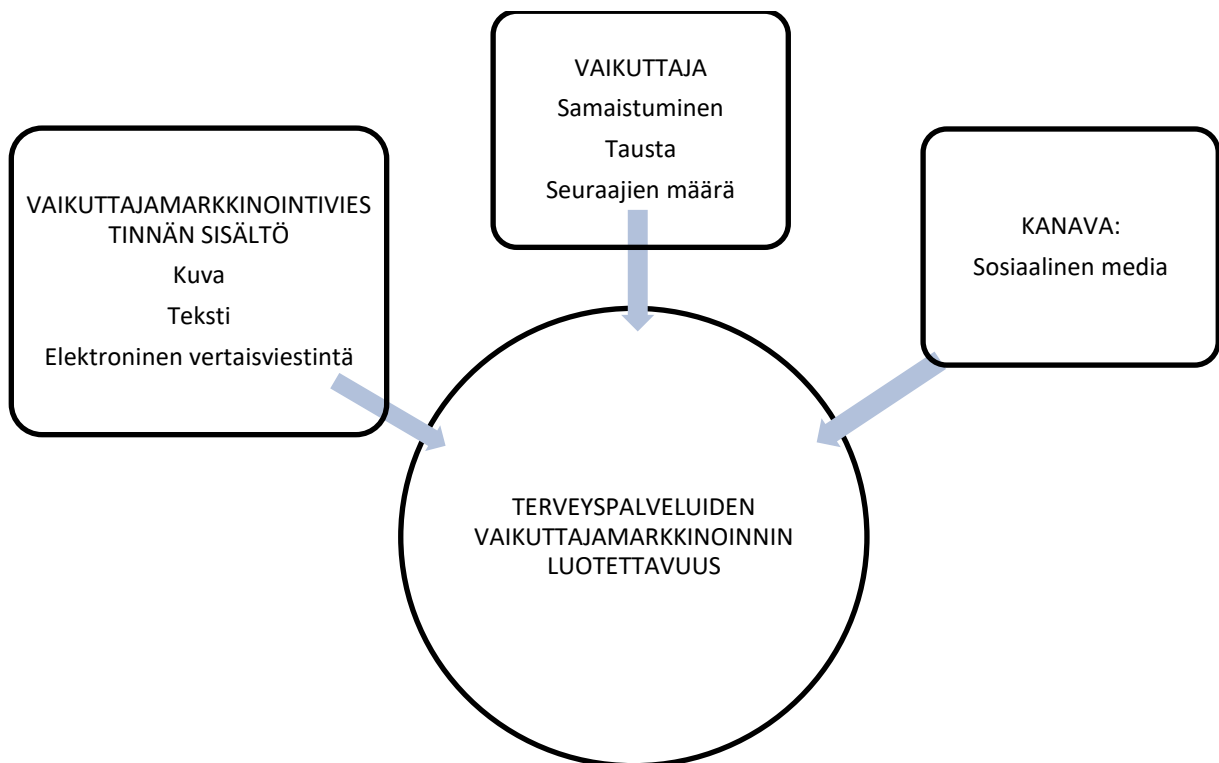 VAIKUTTAJAMARKKINOINTIVIES
TINNÄN SISÄLTÖ
Kuva
Teksti
Elektroninen vertaisviestintä
VAIKUTTAJA
Samaistuminen
Tausta
Seuraajien määrä
KANAVA:
Sosiaalinen media
TERVEYSPALVELUIDEN
VAIKUTTAJAMARKKINOINNIN
LUOTETTAVUUS